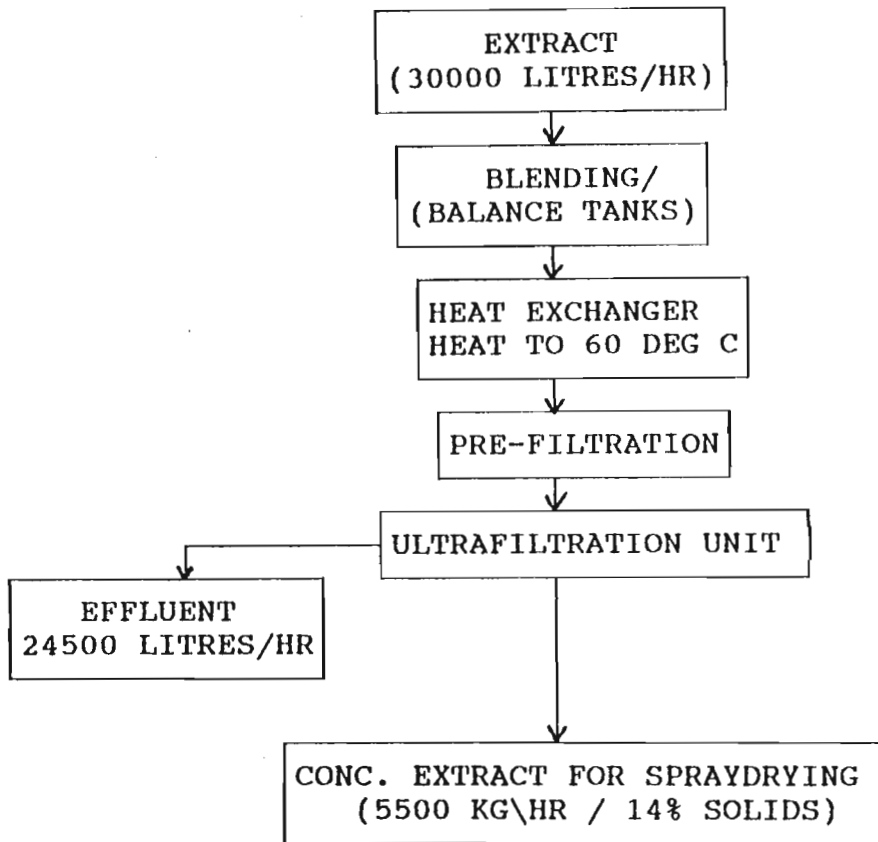 EXTRACT
(30000 LITRES/HR)
BLENDING/
(BALANCE TANKS)
HEAT EXCHANGER
HEAT TO 60 DEG C
PRE-FILTRATION
ULTRAFILTRATION UNIT
EFFLUENT
24500 LITRES/HR
CONC. EXTRACT FOR SPRAYDRYING
(5500 KG\HR / 14% SOLIDS)